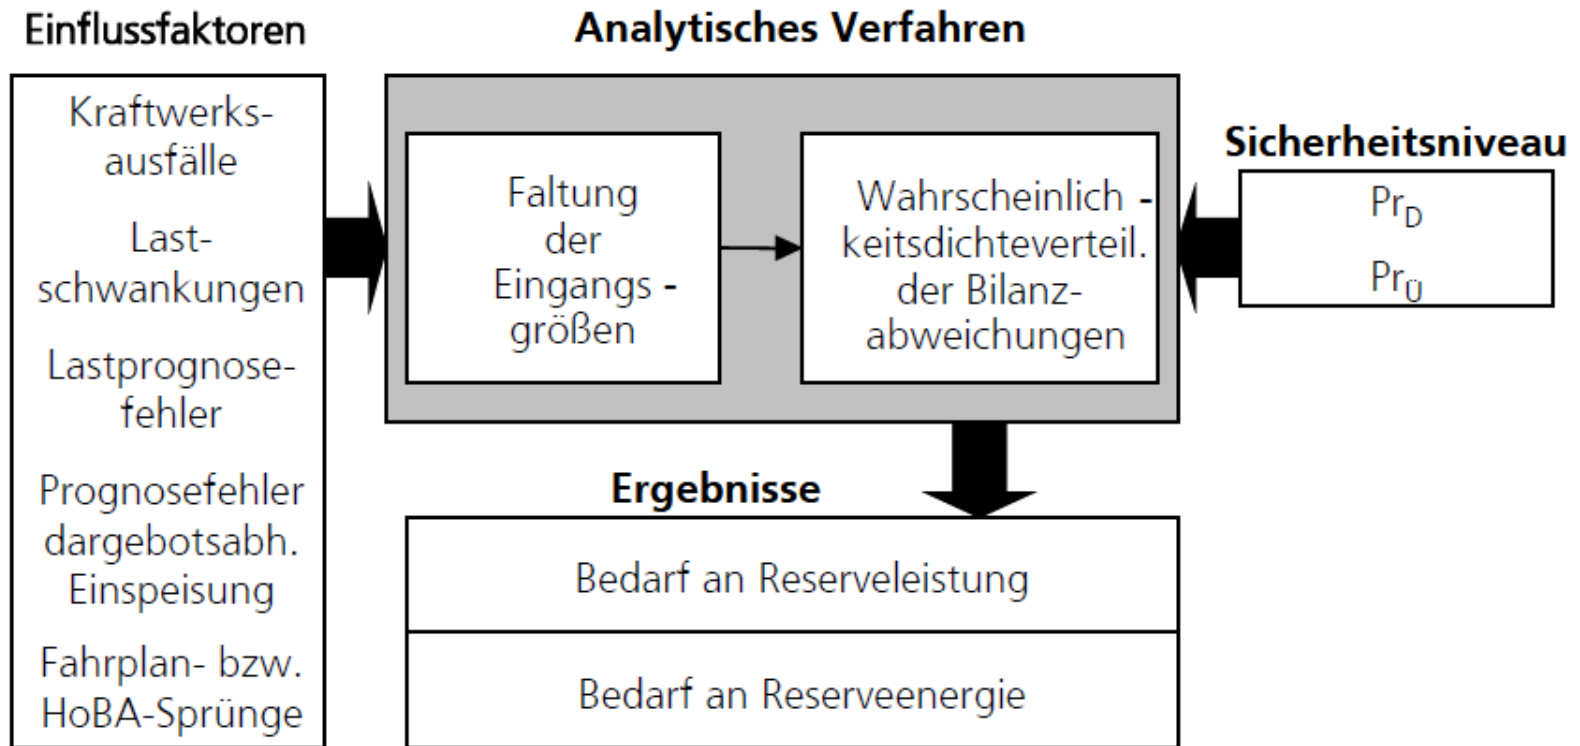 Einflussfaktoren
Kraftwerks-
ausfälle
Last-
schwankungen
Lastprognose-
fehler
Prognosefehler
dargebotsabh.
Einspeisung
Fahrplan- bzw.
HoBA-Sprünge
Analytisches Verfahren
Faltung
der
Eingangs -
größen
Wahrscheinlich -
keitsdichteverteil.
der Bilanz-
abweichungen
Sicherheitsniveau
Pr_D
Pr_Ü
Ergebnisse
Bedarf an Reserveleistung
Bedarf an Reserveenergie